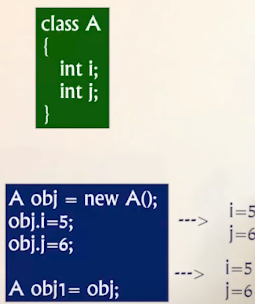 class A
{
int i;
int j;
}
A obj = new A();
obj.i=5;
obj.j=6;
A obj1= obj;
---> i=5
j=6
---> i=5
j=6